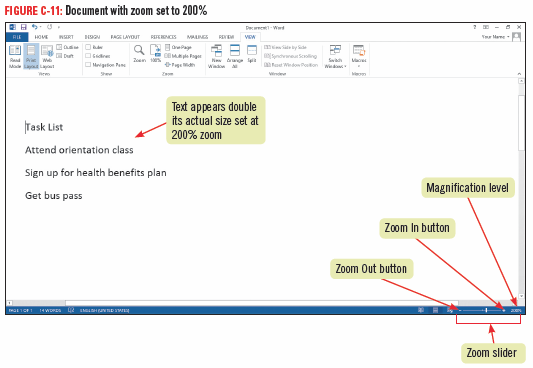 FIGURE C-11: Document with zoom set to 200%
Document1 - Word
FILE HOME INSERT DESIGN PAGE LAYOUT REFERENCES MAILINGS REVIEW VIEW
Your Name
Read Mode
Print Layout
Web Layout
Outline
Draft
Views
Ruler
Gridlines
Navigation Pane
Show
Zoom
100%
One Page
Multiple Pages
Page Width
Zoom
New Window
Arrange All
Split
View Side by Side
Synchronous Scrolling
Reset Window Position
Window
Switch Windows
Macros
Macros
Text appears double
its actual size set at
200% zoom
Task List
Attend orientation class
Sign up for health benefits plan
Get bus pass
Magnification level
Zoom In button
Zoom Out button
PAGE 1 OF 1 14 WORDS ENGLISH (UNITED STATES) 200%
Zoom slider